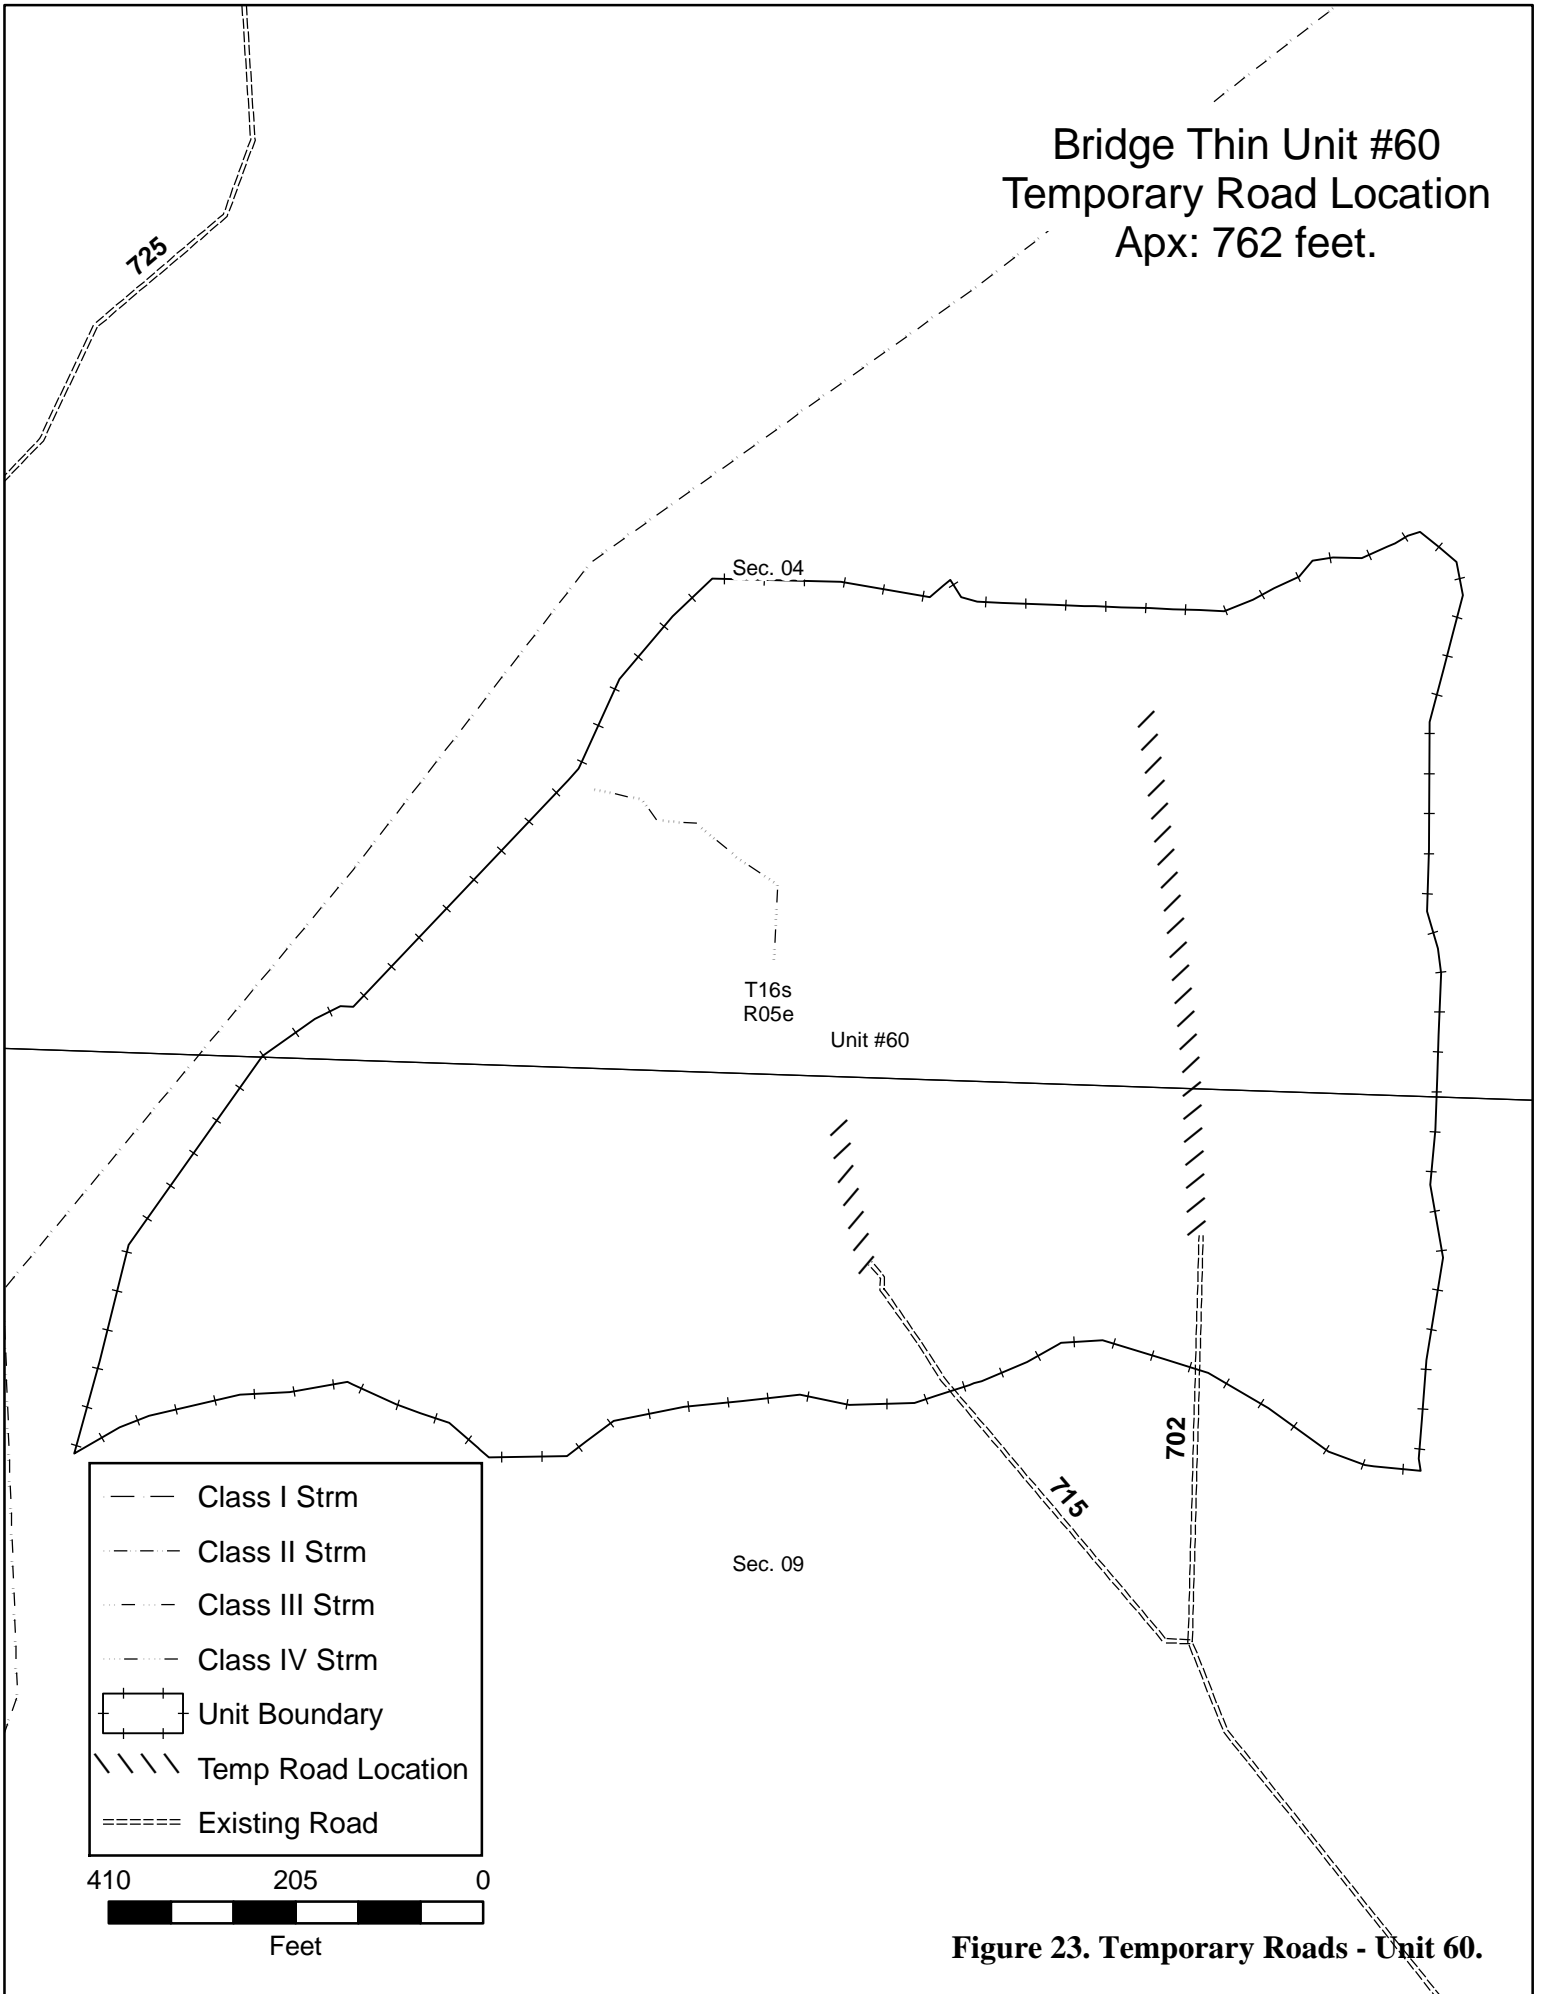 Bridge Thin Unit #60
Temporary Road Location
Apx: 762 feet.
725
Sec. 04
T16s
R05e
Unit #60
702
715
Sec. 09
Class I Strm
Class II Strm
Class III Strm
Class IV Strm
Unit Boundary
Temp Road Location
Existing Road
410 205 0
Feet
Figure 23. Temporary Roads - Unit 60.